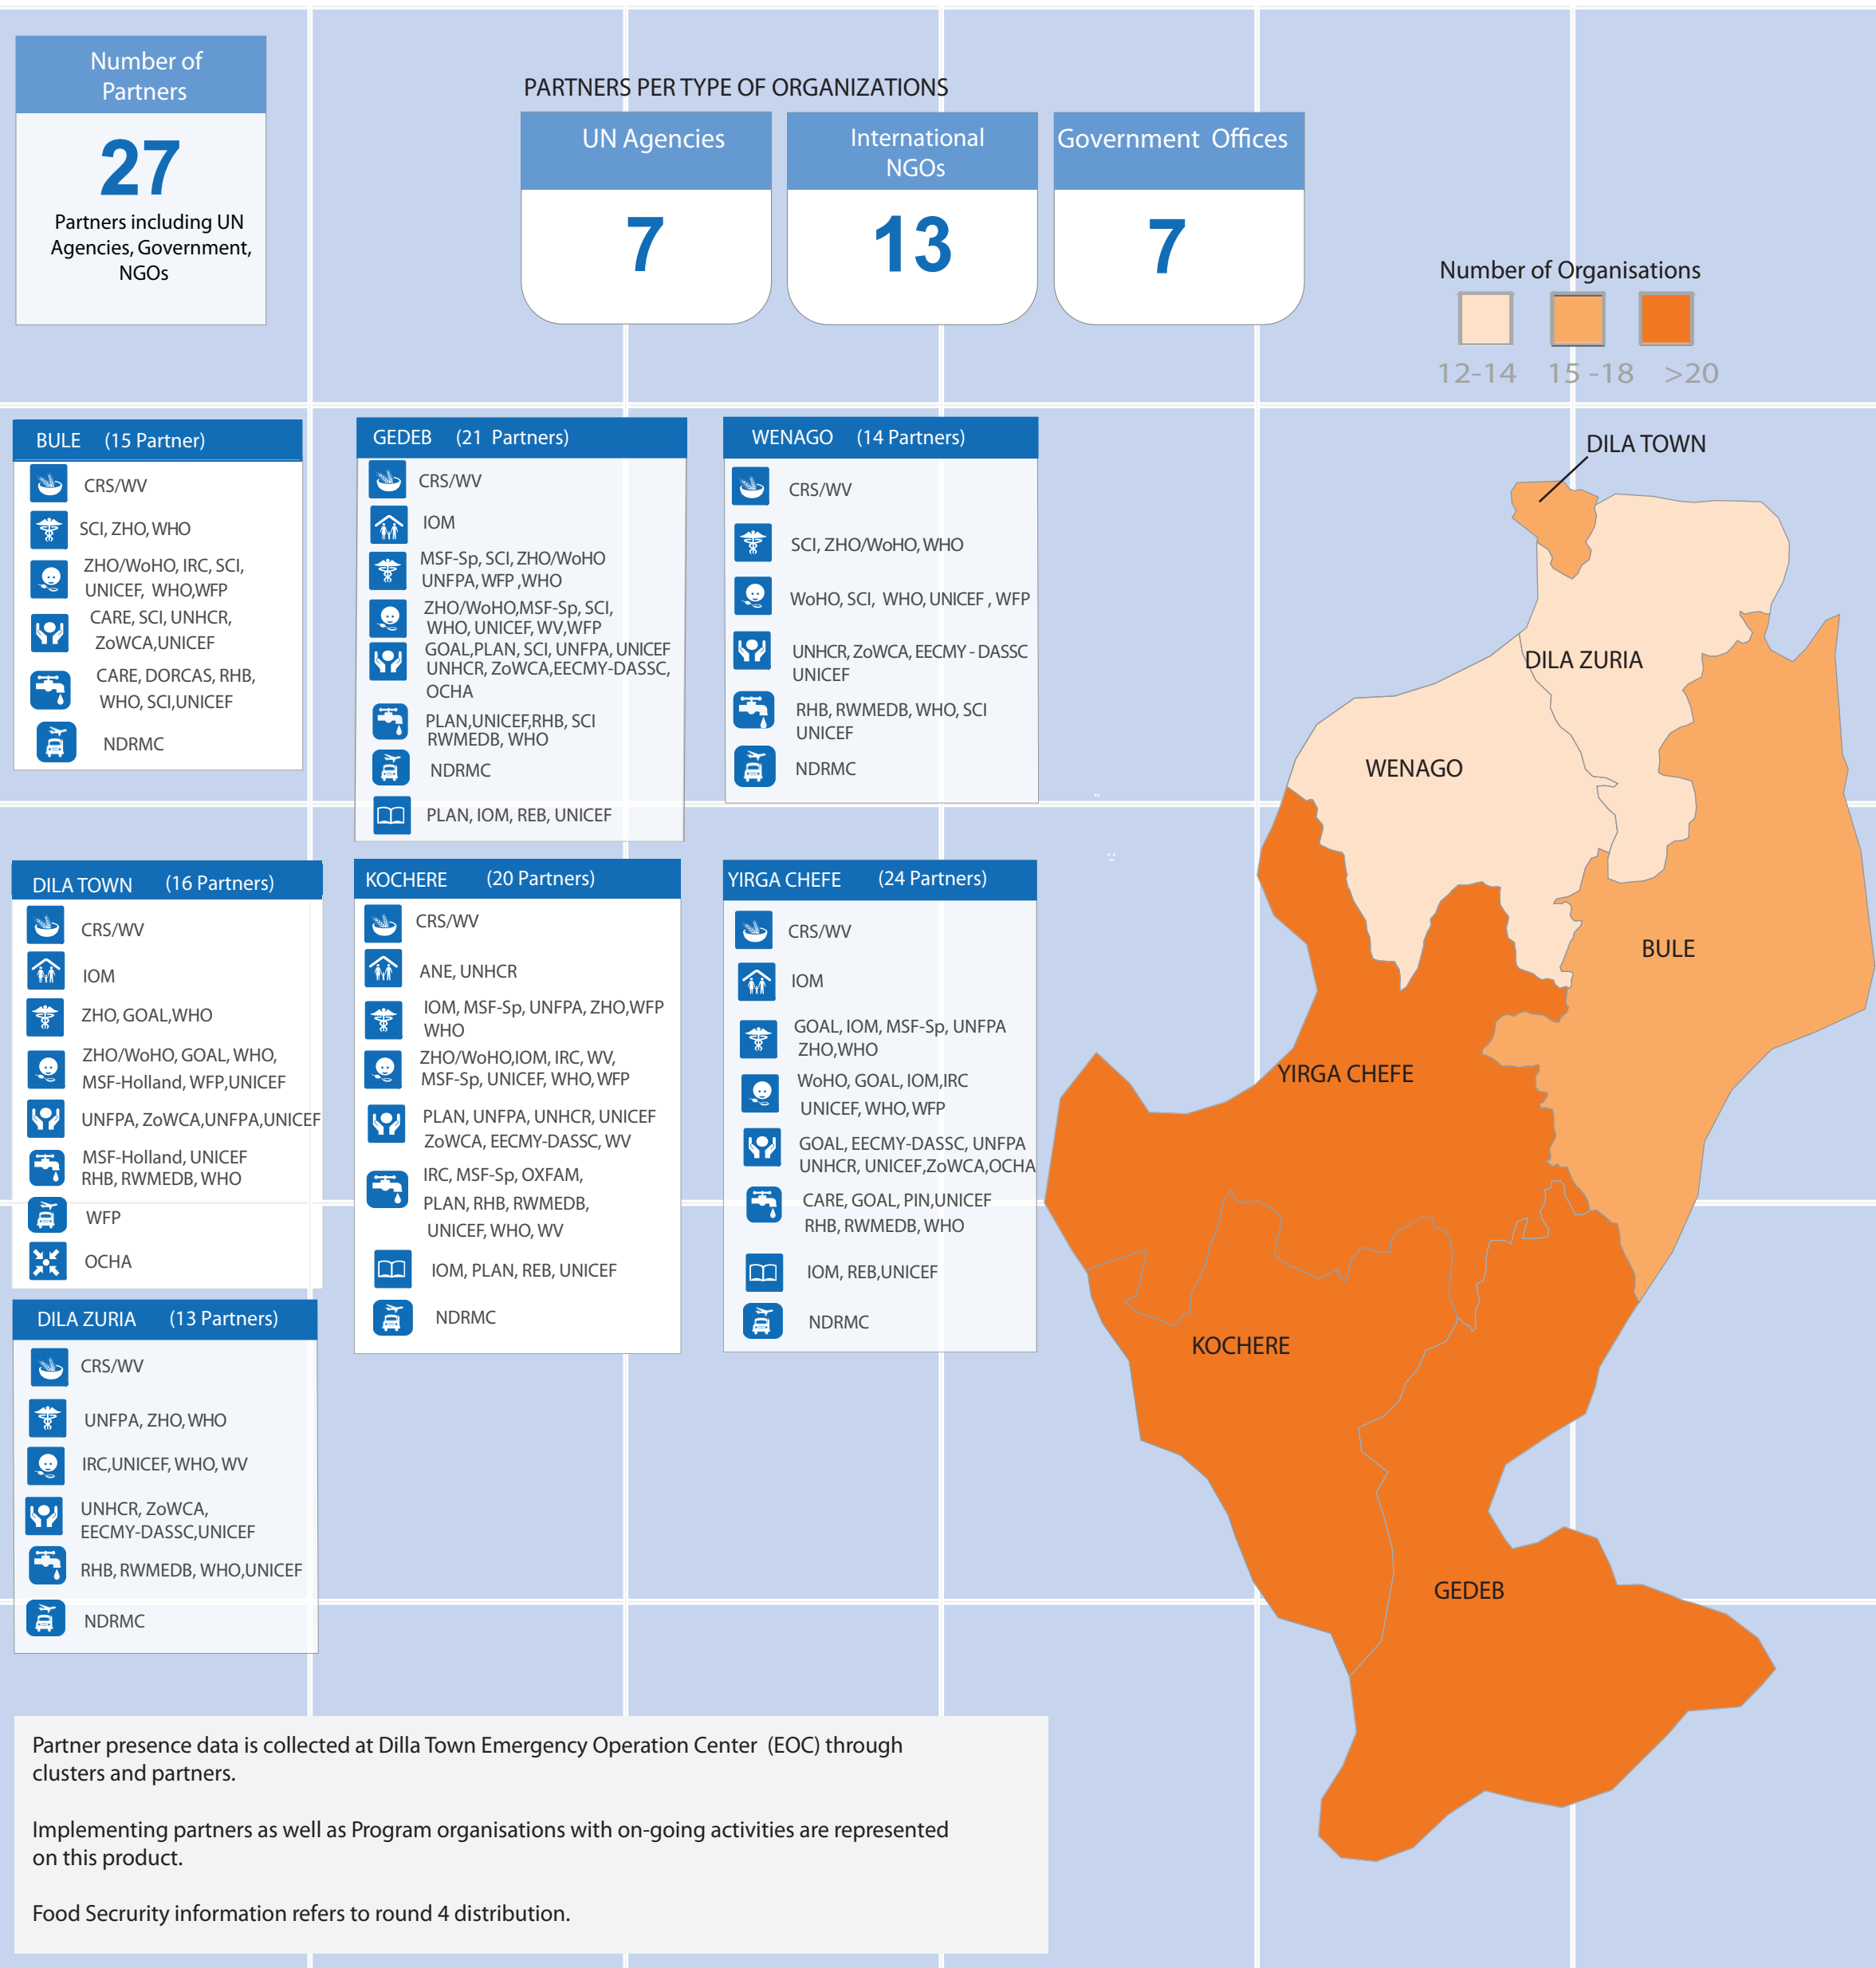 Number of
Partners
27
Partners including UN
Agencies, Government,
NGOs
PARTNERS PER TYPE OF ORGANIZATIONS
UN Agencies
7
International
NGOs
13
Government Offices
7
Number of Organisations
12-14 15 -18 >20
BULE (15 Partner)
CRS/WV
SCI, ZHO, WHO
ZHO/WoHO, IRC, SCI,
UNICEF, WHO,WFP
CARE, SCI, UNHCR,
ZoWCA,UNICEF
CARE, DORCAS, RHB,
WHO, SCI,UNICEF
NDRMC
GEDEB (21 Partners)
CRS/WV
IOM
MSF-Sp, SCI, ZHO/WoHO
UNFPA, WFP ,WHO
ZHO/WoHO,MSF-Sp, SCI,
WHO, UNICEF, WV,WFP
GOAL,PLAN, SCI, UNFPA, UNICEF
UNHCR, ZoWCA,EECMY-DASSC,
OCHA
PLAN,UNICEF,RHB, SCI
RWMEDB, WHO
NDRMC
PLAN, IOM, REB, UNICEF
WENAGO (14 Partners)
CRS/WV
SCI, ZHO/WoHO, WHO
WoHO, SCI, WHO, UNICEF , WFP
UNHCR, ZoWCA, EECMY - DASSC
UNICEF
RHB, RWMEDB, WHO, SCI
UNICEF
NDRMC
DILA TOWN (16 Partners)
CRS/WV
IOM
ZHO, GOAL,WHO
ZHO/WoHO, GOAL, WHO,
MSF-Holland, WFP,UNICEF
UNFPA, ZoWCA,UNFPA,UNICEF
MSF-Holland, UNICEF
RHB, RWMEDB, WHO
WFP
OCHA
KOCHERE (20 Partners)
CRS/WV
ANE, UNHCR
IOM, MSF-Sp, UNFPA, ZHO,WFP
WHO
ZHO/WoHO,IOM, IRC, WV,
MSF-Sp, UNICEF, WHO, WFP
PLAN, UNFPA, UNHCR, UNICEF
ZoWCA, EECMY-DASSC, WV
IRC, MSF-Sp, OXFAM,
PLAN, RHB, RWMEDB,
UNICEF, WHO, WV
IOM, PLAN, REB, UNICEF
NDRMC
YIRGA CHEFE (24 Partners)
CRS/WV
IOM
GOAL, IOM, MSF-Sp, UNFPA
ZHO,WHO
WoHO, GOAL, IOM,IRC
UNICEF, WHO, WFP
GOAL, EECMY-DASSC, UNFPA
UNHCR, UNICEF,ZoWCA,OCHA
CARE, GOAL, PIN,UNICEF
RHB, RWMEDB, WHO
IOM, REB,UNICEF
NDRMC
DILA ZURIA (13 Partners)
CRS/WV
UNFPA, ZHO, WHO
IRC,UNICEF, WHO, WV
UNHCR, ZoWCA,
EECMY-DASSC,UNICEF
RHB, RWMEDB, WHO,UNICEF
NDRMC
DILA TOWN
DILA ZURIA
WENAGO
BULE
YIRGA CHEFE
KOCHERE
GEDEB
Partner presence data is collected at Dilla Town Emergency Operation Center (EOC) through
clusters and partners.
Implementing partners as well as Program organisations with on-going activities are represented
on this product.
Food Secrurity information refers to round 4 distribution.